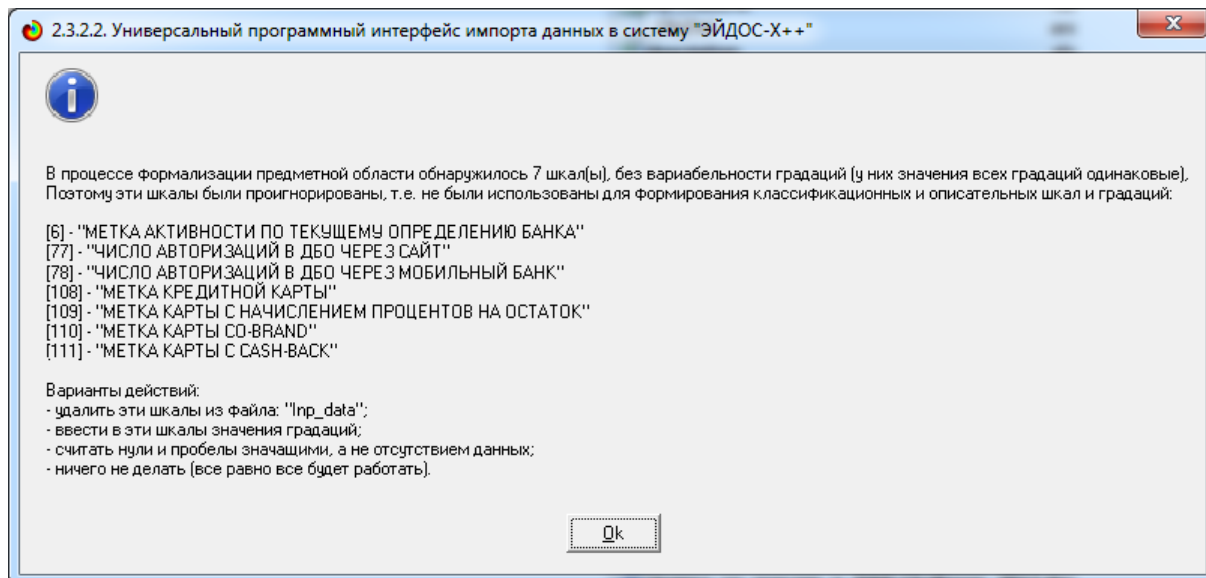 2.3.2.2. Универсальный программный интерфейс импорта данных в систему "ЭЙДОС-X++"
В процессе формализации предметной области обнаружилось 7 шкал(ы), без вариабельности градаций (у них значения всех градаций одинаковые),
Поэтому эти шкалы были проигнорированы, т.е. не были использованы для формирования классификационных и описательных шкал и градаций:
[6] - "МЕТКА АКТИВНОСТИ ПО ТЕКУЩЕМУ ОПРЕДЕЛЕНИЮ БАНКА"
[77] - "ЧИСЛО АВТОРИЗАЦИЙ В ДБО ЧЕРЕЗ САЙТ"
[78] - "ЧИСЛО АВТОРИЗАЦИЙ В ДБО ЧЕРЕЗ МОБИЛЬНЫЙ БАНК"
[108] - "МЕТКА КРЕДИТНОЙ КАРТЫ"
[109] - "МЕТКА КАРТЫ С НАЧИСЛЕНИЕМ ПРОЦЕНТОВ НА ОСТАТОК"
[110] - "МЕТКА КАРТЫ CO-BRAND"
[111] - "МЕТКА КАРТЫ С CASH-BACK"
Варианты действий:
- удалить эти шкалы из файла: "Inp_data";
- ввести в эти шкалы значения градаций;
- считать нули и пробелы значащими, а не отсутствием данных;
- ничего не делать (все равно все будет работать).
Ok